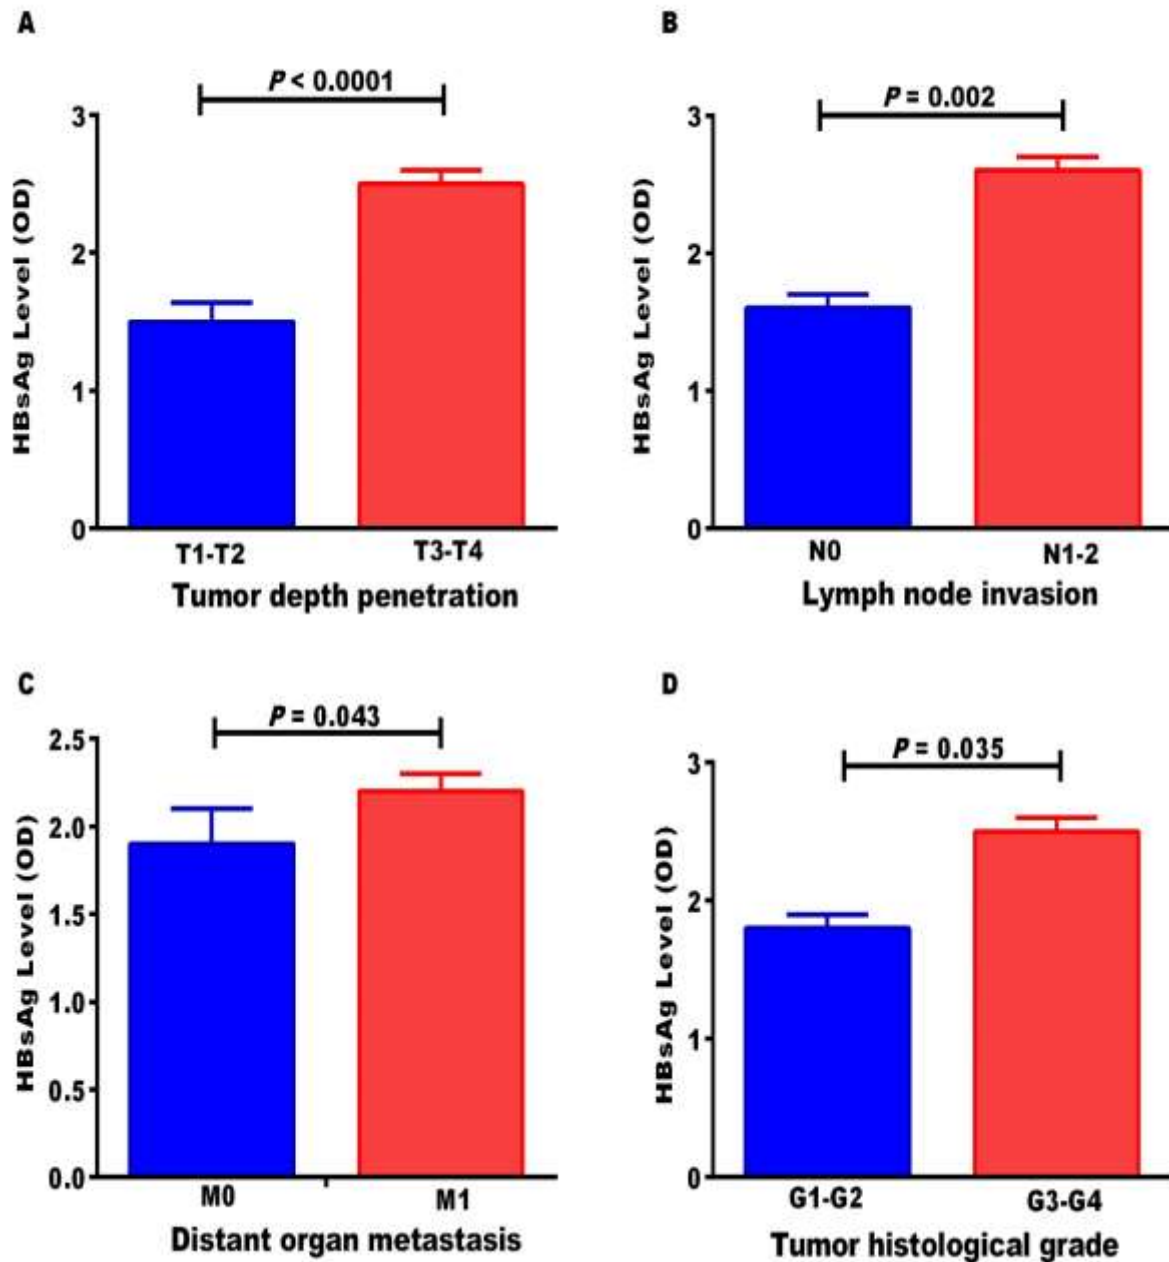 A
P < 0.0001
3
2
1
0
HBsAg Level (OD)
T1-T2
T3-T4
Tumor depth penetration
B
P = 0.002
3
2
1
0
HBsAg Level (OD)
N0
N1-2
Lymph node invasion
C
P = 0.043
2.5
2.0
1.5
1.0
0.5
0.0
HBsAg Level (OD)
M0
M1
Distant organ metastasis
D
P = 0.035
3
2
1
0
HBsAg Level (OD)
G1-G2
G3-G4
Tumor histological grade